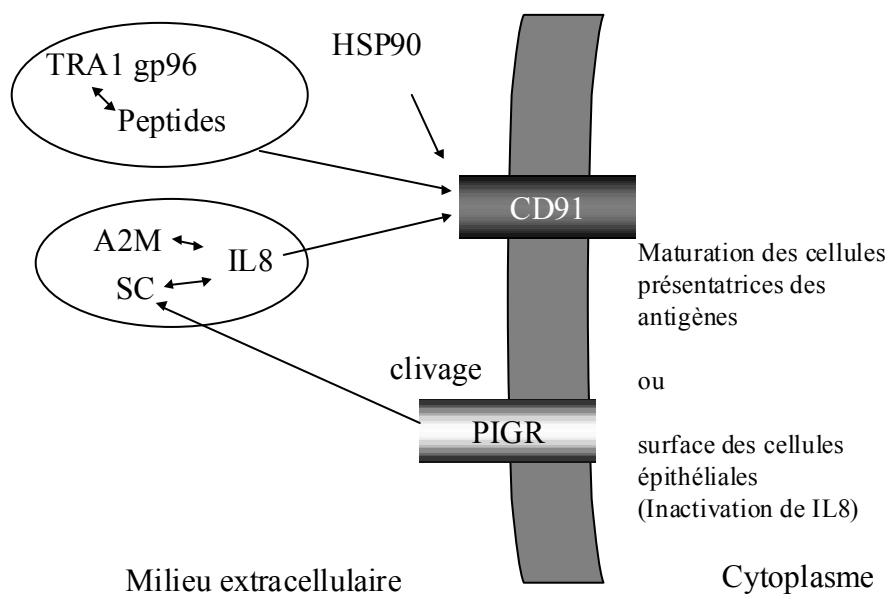 TRA1 gp96
Peptides
HSP90
A2M
IL8
SC
CD91
Maturation des cellules
présentatrices des
antigènes
clivage
ou
PIGR
surface des cellules
épithéliales
(Inactivation de IL8)
Milieu extracellulaire
Cytoplasme